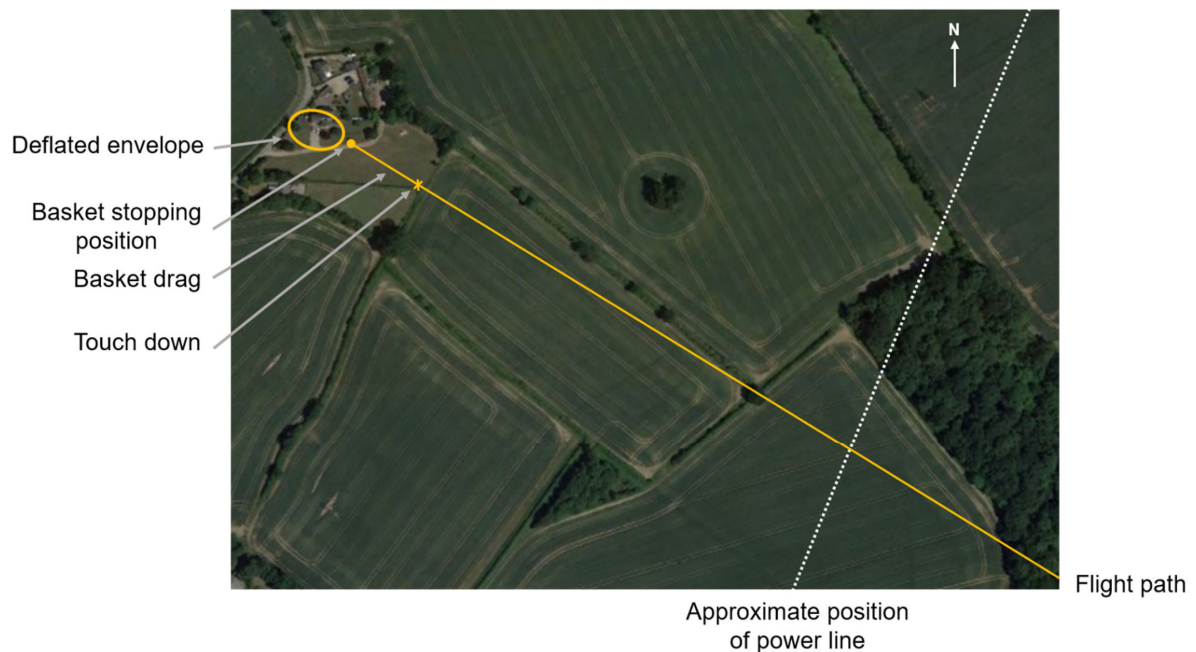 N
Deflated envelope
Basket stopping
position
Basket drag
Touch down
Flight path
Approximate position
of power line